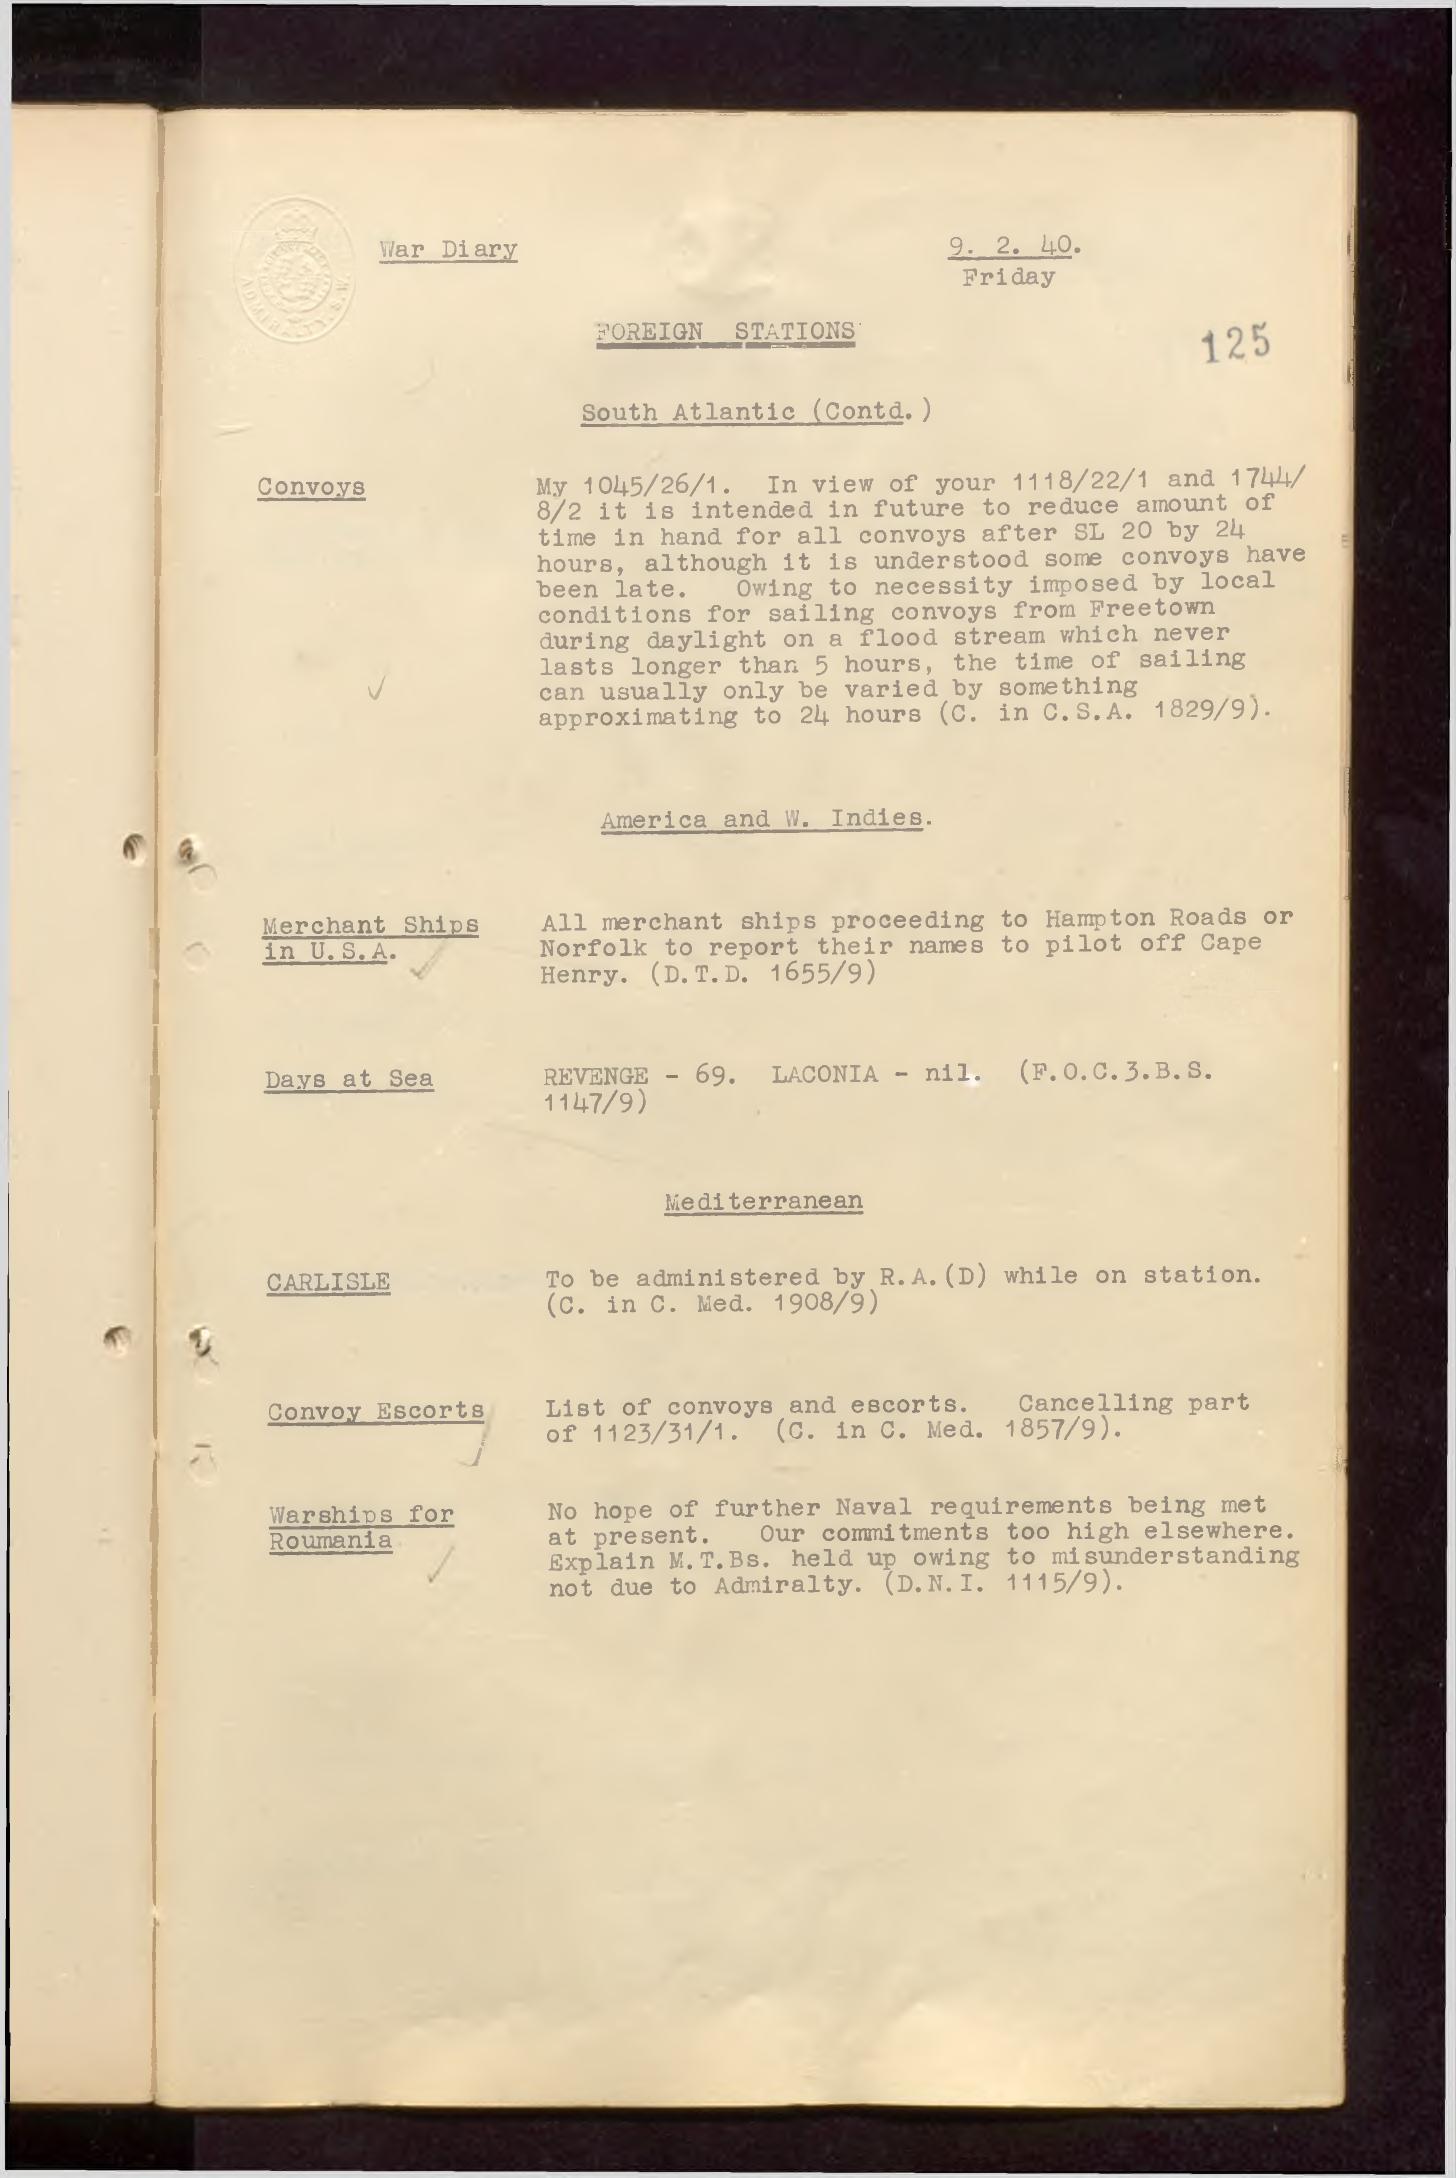 War Diary
9. 2. 40.
Friday
ADMIRALTY. S.W.
FOREIGN STATIONS
125
South Atlantic (Contd.)
Convoys
My 1045/26/1. In view of your 1118/22/1 and 1744/
8/2 it is intended in future to reduce amount of
time in hand for all convoys after SL 20 by 24
hours, although it is understood some convoys have
been late. Owing to necessity imposed by local
conditions for sailing convoys from Freetown
during daylight on a flood stream which never
lasts longer than 5 hours, the time of sailing
can usually only be varied by something
approximating to 24 hours (C. in C.S.A. 1829/9).
America and W. Indies.
Merchant Ships
in U.S.A.
All merchant ships proceeding to Hampton Roads or
Norfolk to report their names to pilot off Cape
Henry. (D.T.D. 1655/9)
Days at Sea
REVENGE - 69. LACONIA - nil. (F.O.C.3.B.S.
1147/9)
Mediterranean
CARLISLE
To be administered by R.A.(D) while on station.
(C. in C. Med. 1908/9)
Convoy Escorts
List of convoys and escorts. Cancelling part
of 1123/31/1. (C. in C. Med. 1857/9).
Warships for
Roumania
No hope of further Naval requirements being met
at present. Our commitments too high elsewhere.
Explain M.T.Bs. held up owing to misunderstanding
not due to Admiralty. (D.N.I. 1115/9).